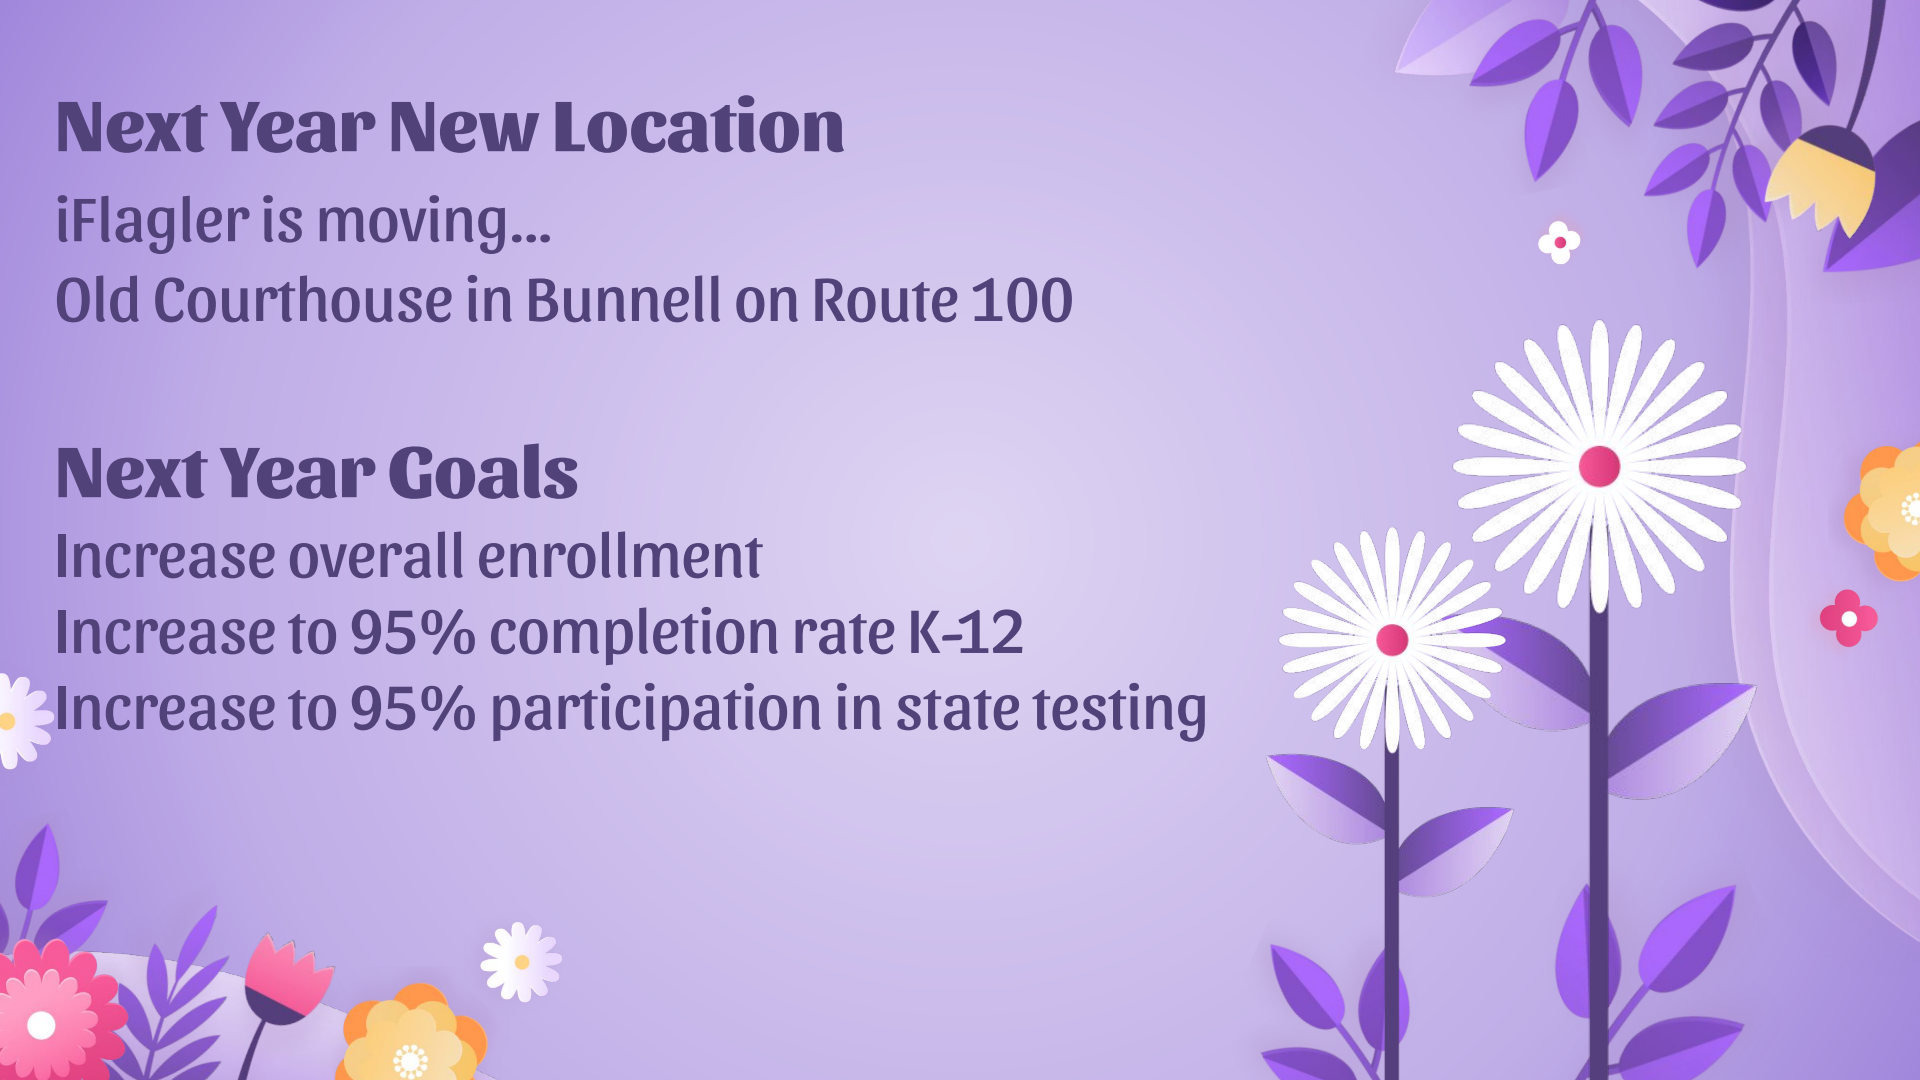 Next Year New Location
iFlagler is moving...
Old Courthouse in Bunnell on Route 100
Next Year Goals
Increase overall enrollment
Increase to 95% completion rate K-12
Increase to 95% participation in state testing